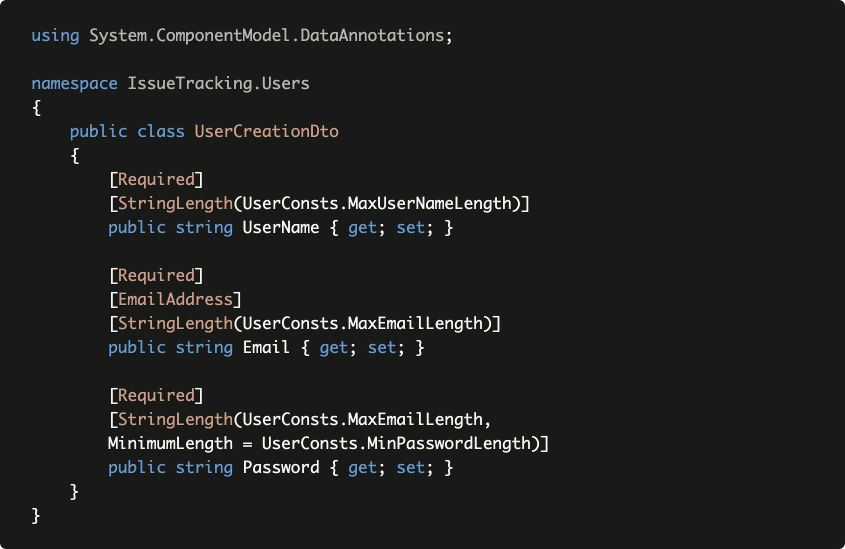 using System.ComponentModel.DataAnnotations;

namespace IssueTracking.Users
{
    public class UserCreationDto
    {
        [Required]
        [StringLength(UserConsts.MaxUserNameLength)]
        public string UserName { get; set; }

        [Required]
        [EmailAddress]
        [StringLength(UserConsts.MaxEmailLength)]
        public string Email { get; set; }

        [Required]
        [StringLength(UserConsts.MaxEmailLength,
        MinimumLength = UserConsts.MinPasswordLength)]
        public string Password { get; set; }
    }
}